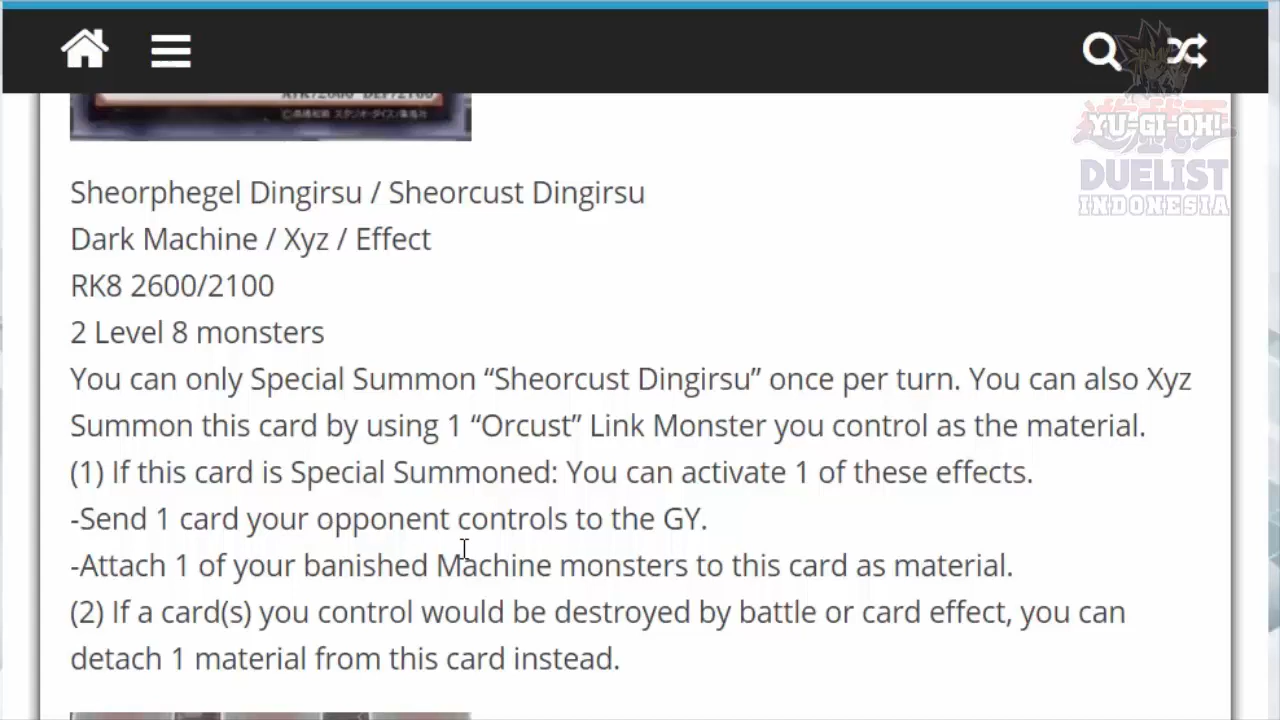 YU-GI-OH!
DUELIST
INDONESIA
Sheorphegel Dingirsu / Sheorcust Dingirsu
Dark Machine / Xyz / Effect
RK8 2600/2100
2 Level 8 monsters
You can only Special Summon “Sheorcust Dingirsu” once per turn. You can also Xyz
Summon this card by using 1 “Orcust” Link Monster you control as the material.
(1) If this card is Special Summoned: You can activate 1 of these effects.
-Send 1 card your opponent controls to the GY.
-Attach 1 of your banished Machine monsters to this card as material.
(2) If a card(s) you control would be destroyed by battle or card effect, you can
detach 1 material from this card instead.